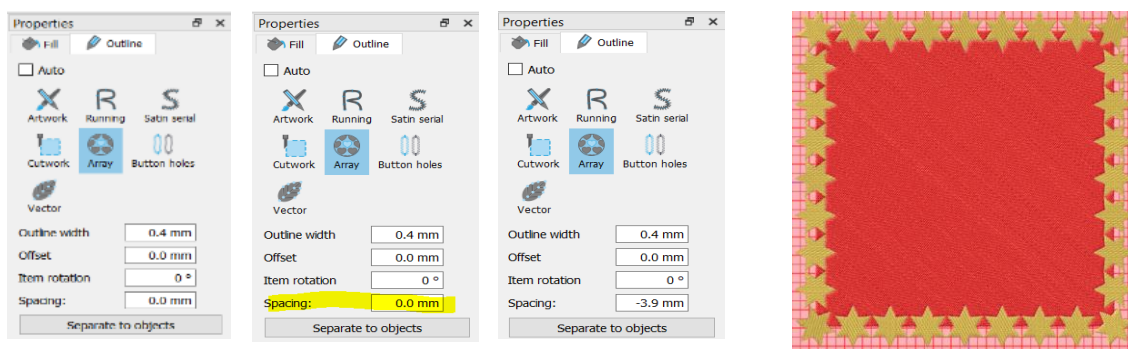 Properties
Fill Outline
Auto
Artwork Running Satin serial
Cutwork Array Button holes
Vector
Outline width 0.4 mm
Offset 0.0 mm
Item rotation 0 °
Spacing: 0.0 mm
Separate to objects
Properties
Fill Outline
Auto
Artwork Running Satin serial
Cutwork Array Button holes
Vector
Outline width 0.4 mm
Offset 0.0 mm
Item rotation 0 °
Spacing: 0.0 mm
Separate to objects
Properties
Fill Outline
Auto
Artwork Running Satin serial
Cutwork Array Button holes
Vector
Outline width 0.4 mm
Offset 0.0 mm
Item rotation 0 °
Spacing: -3.9 mm
Separate to objects